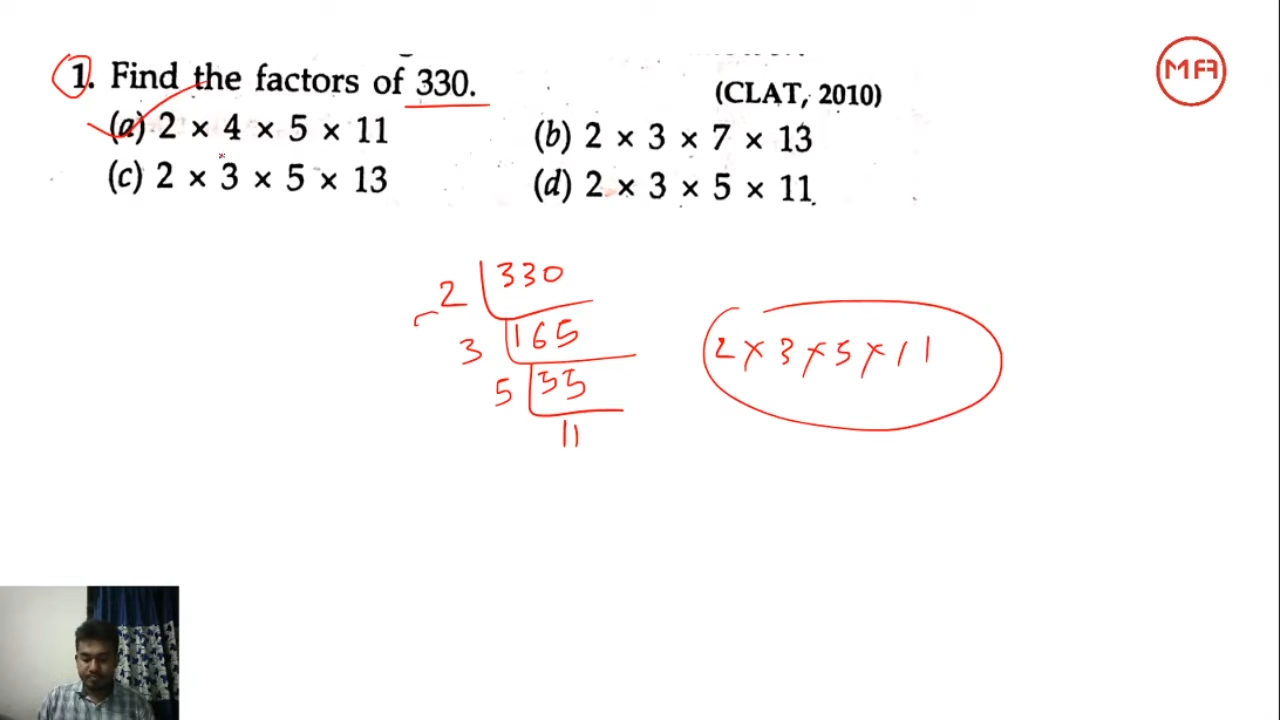 1. Find the factors of 330.
(CLAT, 2010)
(a) 2 × 4 × 5 × 11
(b) 2 × 3 × 7 × 13
(c) 2 × 3 × 5 × 13
(d) 2 × 3 × 5 × 11
2 330
3 165
5 33
11
2 × 3 × 5 × 11
MFA